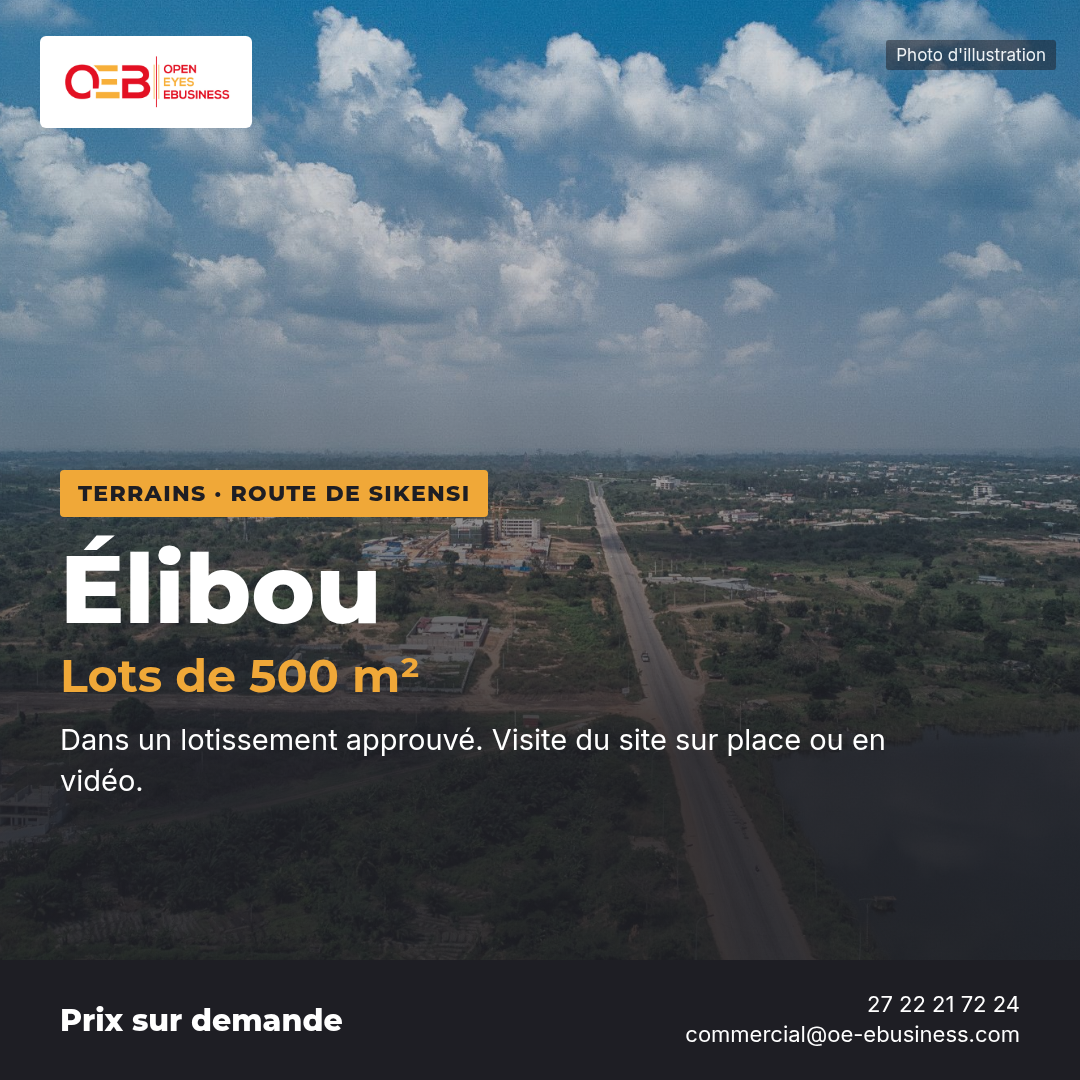 OEB
OPEN
EYES
EBUSINESS
Photo d'illustration
TERRAINS · ROUTE DE SIKENSI
Élibou
Lots de 500 m²
Dans un lotissement approuvé. Visite du site sur place ou en
vidéo.
Prix sur demande
27 22 21 72 24
commercial@oe-ebusiness.com